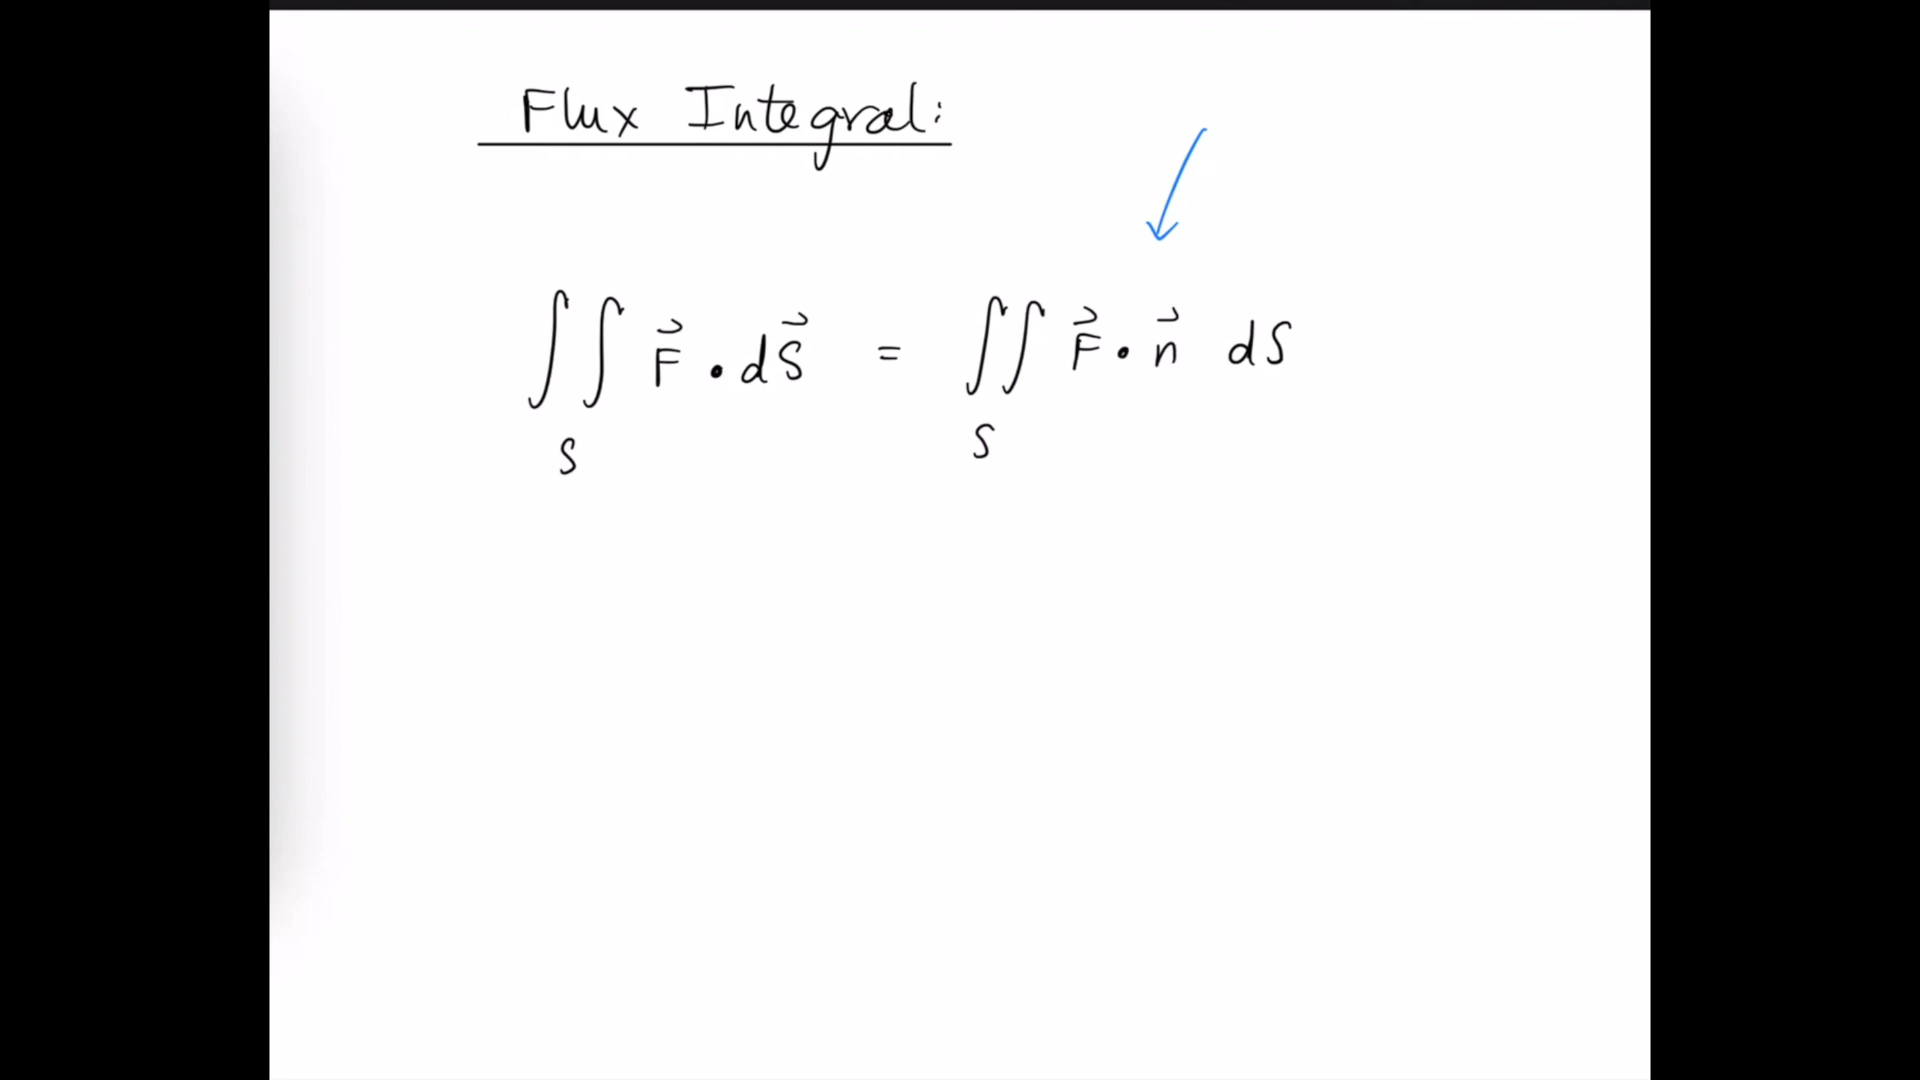 Flux Integral:
∫∫ F⃗ · dS⃗ = ∫∫ F⃗ · n⃗ dS
S S